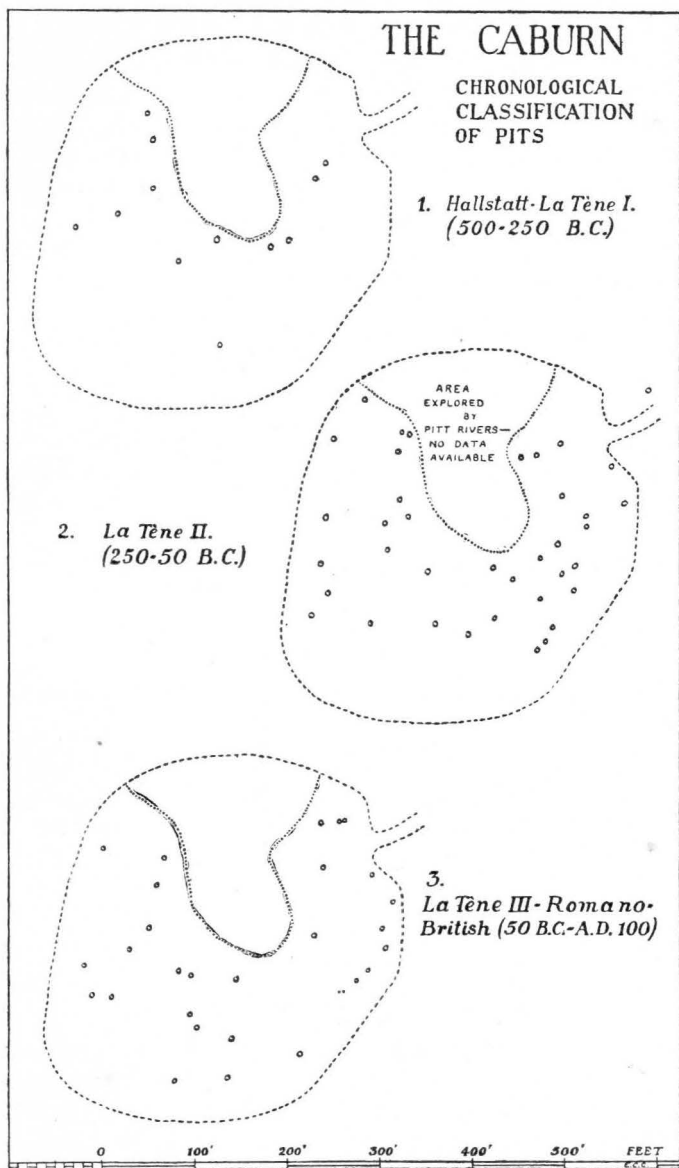 THE CABURN
CHRONOLOGICAL
CLASSIFICATION
OF PITS
1. Hallstatt-La Tène I.
(500-250 B.C.)
AREA
EXPLORED
BY
PITT RIVERS—
NO DATA
AVAILABLE
2. La Tène II.
(250-50 B.C.)
3.
La Tène III-Romano-
British (50 B.C.-A.D. 100)
0 100' 200' 300' 400' 500' FEET
E.C.C.